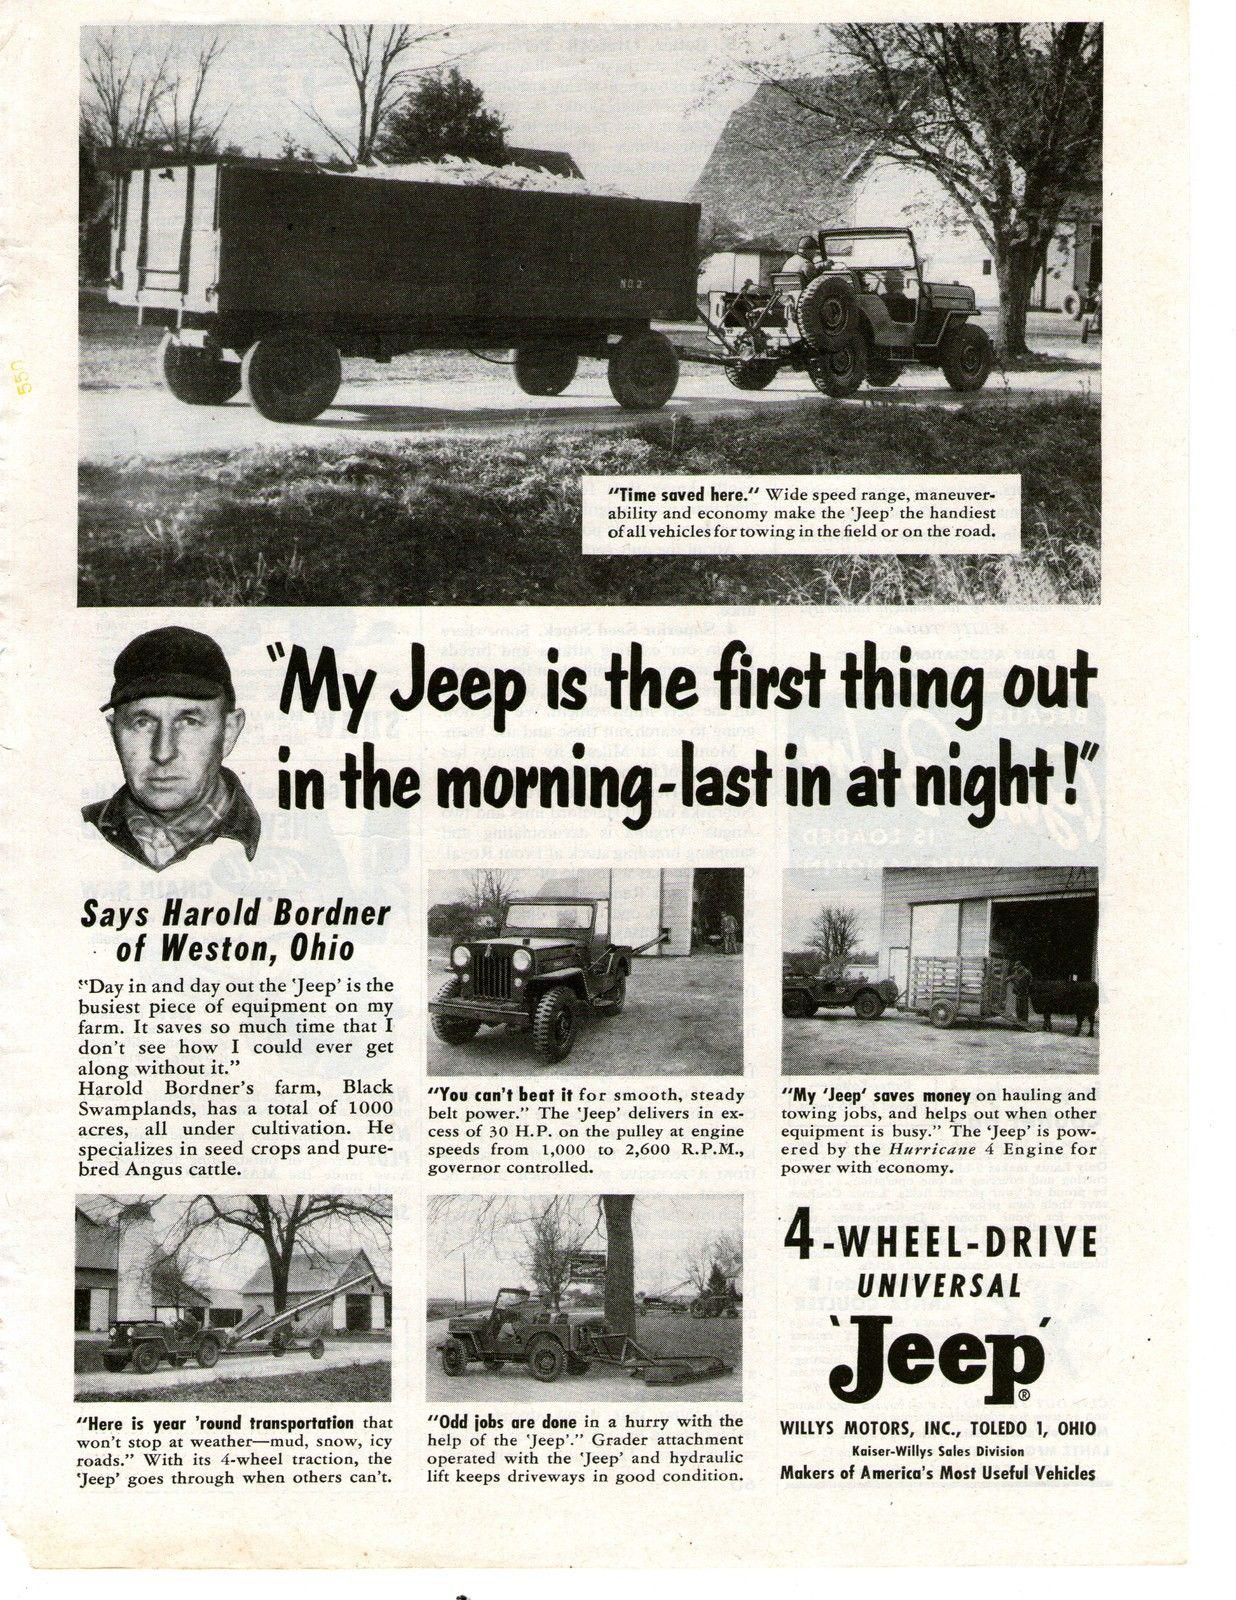 NO 2
"Time saved here." Wide speed range, maneuver-
ability and economy make the 'Jeep' the handiest
of all vehicles for towing in the field or on the road.
"My Jeep is the first thing out
in the morning-last in at night!"
Says Harold Bordner
of Weston, Ohio
"Day in and day out the 'Jeep' is the
busiest piece of equipment on my
farm. It saves so much time that I
don't see how I could ever get
along without it."
Harold Bordner's farm, Black
Swamplands, has a total of 1000
acres, all under cultivation. He
specializes in seed crops and pure-
bred Angus cattle.
"You can't beat it for smooth, steady
belt power." The 'Jeep' delivers in ex-
cess of 30 H.P. on the pulley at engine
speeds from 1,000 to 2,600 R.P.M.,
governor controlled.
"My 'Jeep' saves money on hauling and
towing jobs, and helps out when other
equipment is busy." The 'Jeep' is pow-
ered by the Hurricane 4 Engine for
power with economy.
"Here is year 'round transportation that
won't stop at weather—mud, snow, icy
roads." With its 4-wheel traction, the
'Jeep' goes through when others can't.
"Odd jobs are done in a hurry with the
help of the 'Jeep'." Grader attachment
operated with the 'Jeep' and hydraulic
lift keeps driveways in good condition.
4-WHEEL-DRIVE
UNIVERSAL
'Jeep'
®
WILLYS MOTORS, INC., TOLEDO 1, OHIO
Kaiser-Willys Sales Division
Makers of America's Most Useful Vehicles